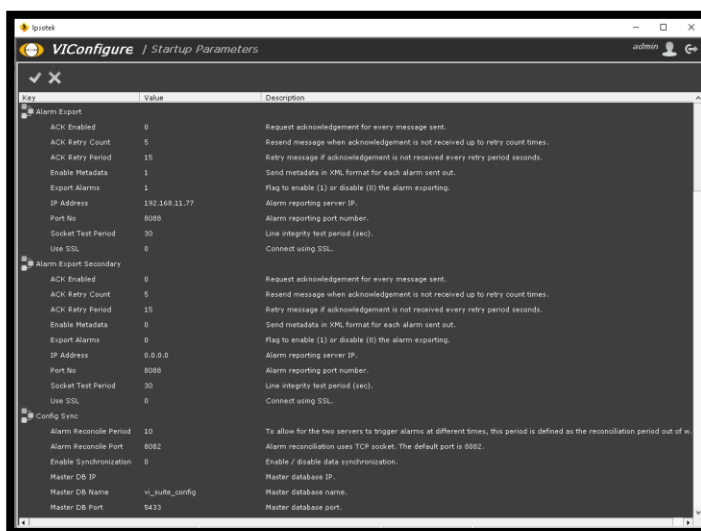 Ipsotek
VIConfigure / Startup Parameters admin
Key Value Description
Alarm Export
ACK Enabled 0 Request acknowledgement for every message sent.
ACK Retry Count 5 Resend message when acknowledgement is not received up to retry count times.
ACK Retry Period 15 Retry message if acknowledgement is not received every retry period seconds.
Enable Metadata 1 Send metadata in XML format for each alarm sent out.
Export Alarms 1 Flag to enable (1) or disable (0) the alarm exporting.
IP Address 192.168.11.77 Alarm reporting server IP.
Port No 8088 Alarm reporting port number.
Socket Test Period 30 Line integrity test period (sec).
Use SSL 0 Connect using SSL.
Alarm Export Secondary
ACK Enabled 0 Request acknowledgement for every message sent.
ACK Retry Count 5 Resend message when acknowledgement is not received up to retry count times.
ACK Retry Period 15 Retry message if acknowledgement is not received every retry period seconds.
Enable Metadata 0 Send metadata in XML format for each alarm sent out.
Export Alarms 0 Flag to enable (1) or disable (0) the alarm exporting.
IP Address 0.0.0.0 Alarm reporting server IP.
Port No 8088 Alarm reporting port number.
Socket Test Period 30 Line integrity test period (sec).
Use SSL 0 Connect using SSL.
Config Sync
Alarm Reconcile Period 10 To allow for the two servers to trigger alarms at different times, this period is defined as the reconciliation period out of w.
Alarm Reconcile Port 8082 Alarm reconciliation uses TCP socket. The default port is 8082.
Enable Synchronization 0 Enable / disable data synchronization.
Master DB IP Master database IP.
Master DB Name vi_suite_config Master database name.
Master DB Port 5433 Master database port.